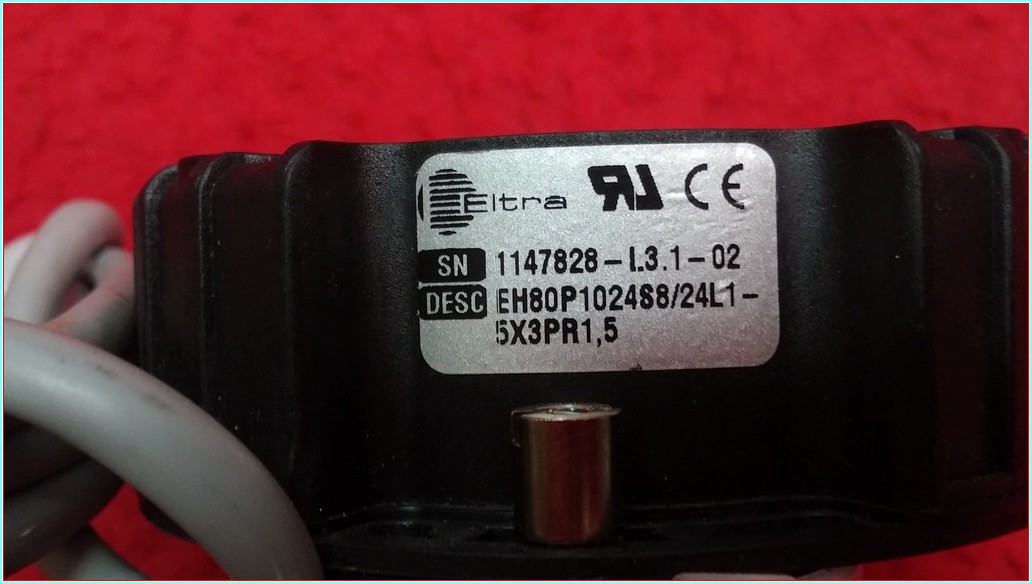 Eltra
SN 1147828-I.3.1-02
DESC EH80P1024S8/24L1-
5X3PR1,5